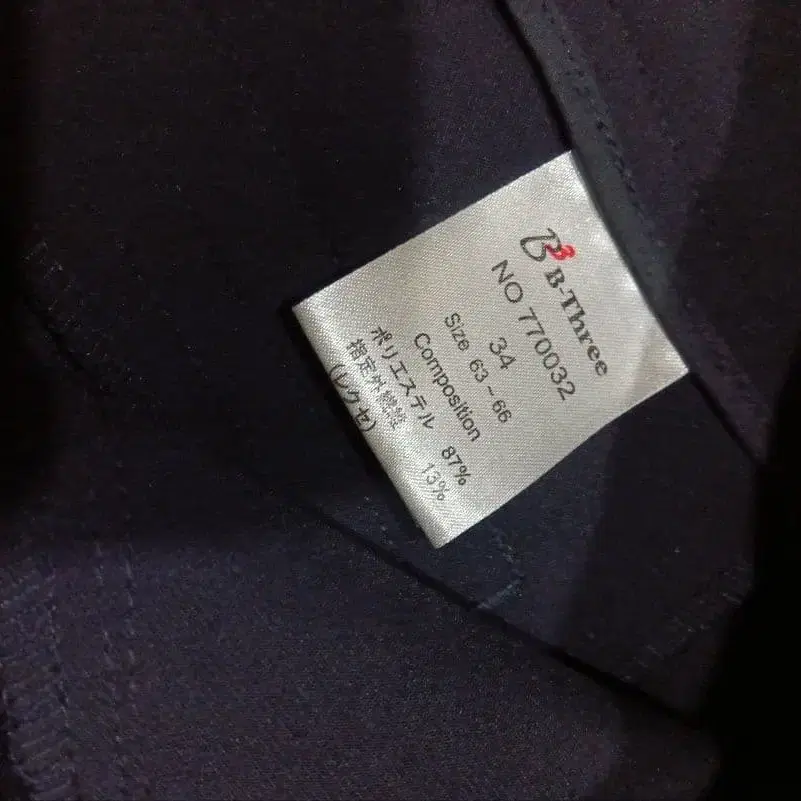 B3
B-Three
NO 770032
34
Size 63~66
Composition
ポリエステル 87%
指定外繊維 13%
(レクセ)